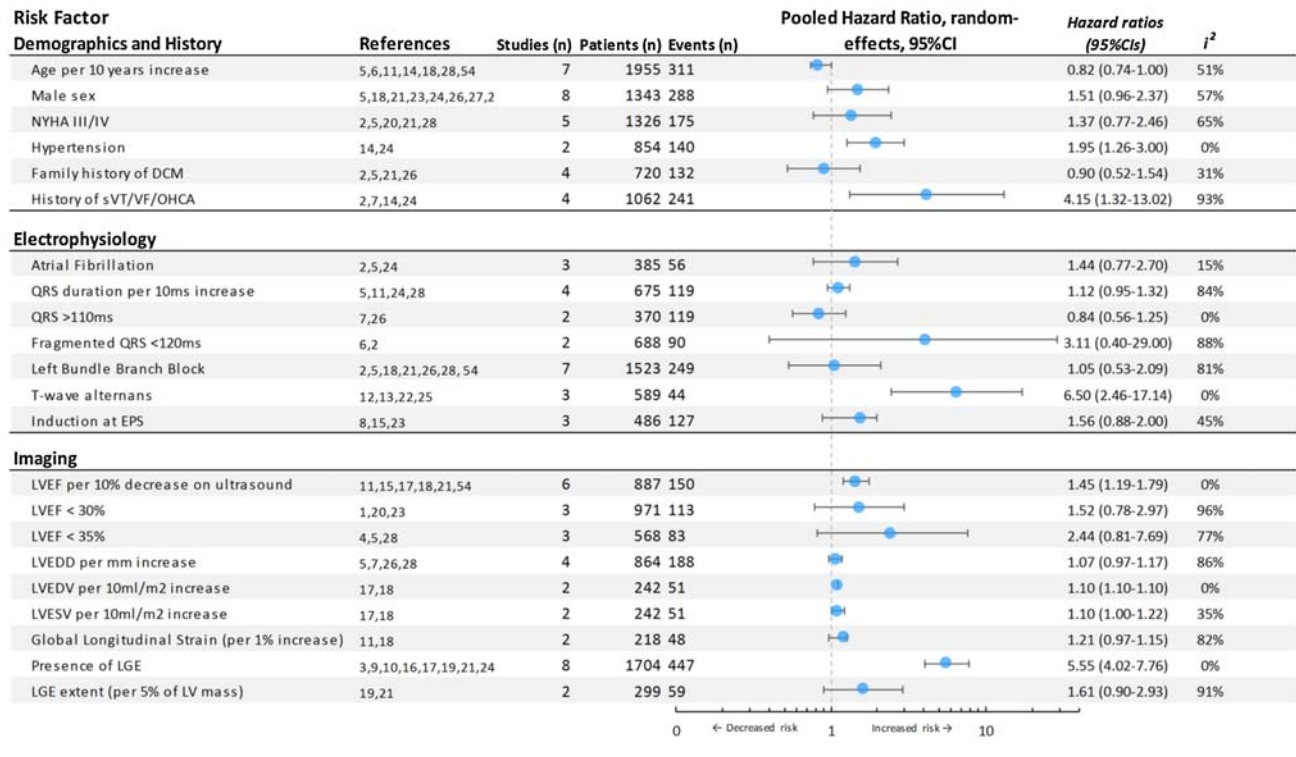 Risk Factor Pooled Hazard Ratio, random- Hazard ratios
Demographics and History References Studies (n) Patients (n) Events (n) effects, 95%CI (95%CIs) i²
Age per 10 years increase 5,6,11,14,18,28,54 7 1955 311 0.82 (0.74-1.00) 51%
Male sex 5,18,21,23,24,26,27,2 8 1343 288 1.51 (0.96-2.37) 57%
NYHA III/IV 2,5,20,21,28 5 1326 175 1.37 (0.77-2.46) 65%
Hypertension 14,24 2 854 140 1.95 (1.26-3.00) 0%
Family history of DCM 2,5,21,26 4 720 132 0.90 (0.52-1.54) 31%
History of sVT/VF/OHCA 2,7,14,24 4 1062 241 4.15 (1.32-13.02) 93%
Electrophysiology
Atrial Fibrillation 2,5,24 3 385 56 1.44 (0.77-2.70) 15%
QRS duration per 10ms increase 5,11,24,28 4 675 119 1.12 (0.95-1.32) 84%
QRS >110ms 7,26 2 370 119 0.84 (0.56-1.25) 0%
Fragmented QRS <120ms 6,2 2 688 90 3.11 (0.40-29.00) 88%
Left Bundle Branch Block 2,5,18,21,26,28, 54 7 1523 249 1.05 (0.53-2.09) 81%
T-wave alternans 12,13,22,25 3 589 44 6.50 (2.46-17.14) 0%
Induction at EPS 8,15,23 3 486 127 1.56 (0.88-2.00) 45%
Imaging
LVEF per 10% decrease on ultrasound 11,15,17,18,21,54 6 887 150 1.45 (1.19-1.79) 0%
LVEF < 30% 1,20,23 3 971 113 1.52 (0.78-2.97) 96%
LVEF < 35% 4,5,28 3 568 83 2.44 (0.81-7.69) 77%
LVEDD per mm increase 5,7,26,28 4 864 188 1.07 (0.97-1.17) 86%
LVEDV per 10ml/m2 increase 17,18 2 242 51 1.10 (1.10-1.10) 0%
LVESV per 10ml/m2 increase 17,18 2 242 51 1.10 (1.00-1.22) 35%
Global Longitudinal Strain (per 1% increase) 11,18 2 218 48 1.21 (0.97-1.15) 82%
Presence of LGE 3,9,10,16,17,19,21,24 8 1704 447 5.55 (4.02-7.76) 0%
LGE extent (per 5% of LV mass) 19,21 2 299 59 1.61 (0.90-2.93) 91%
0 ← Decreased risk 1 Increased risk → 10